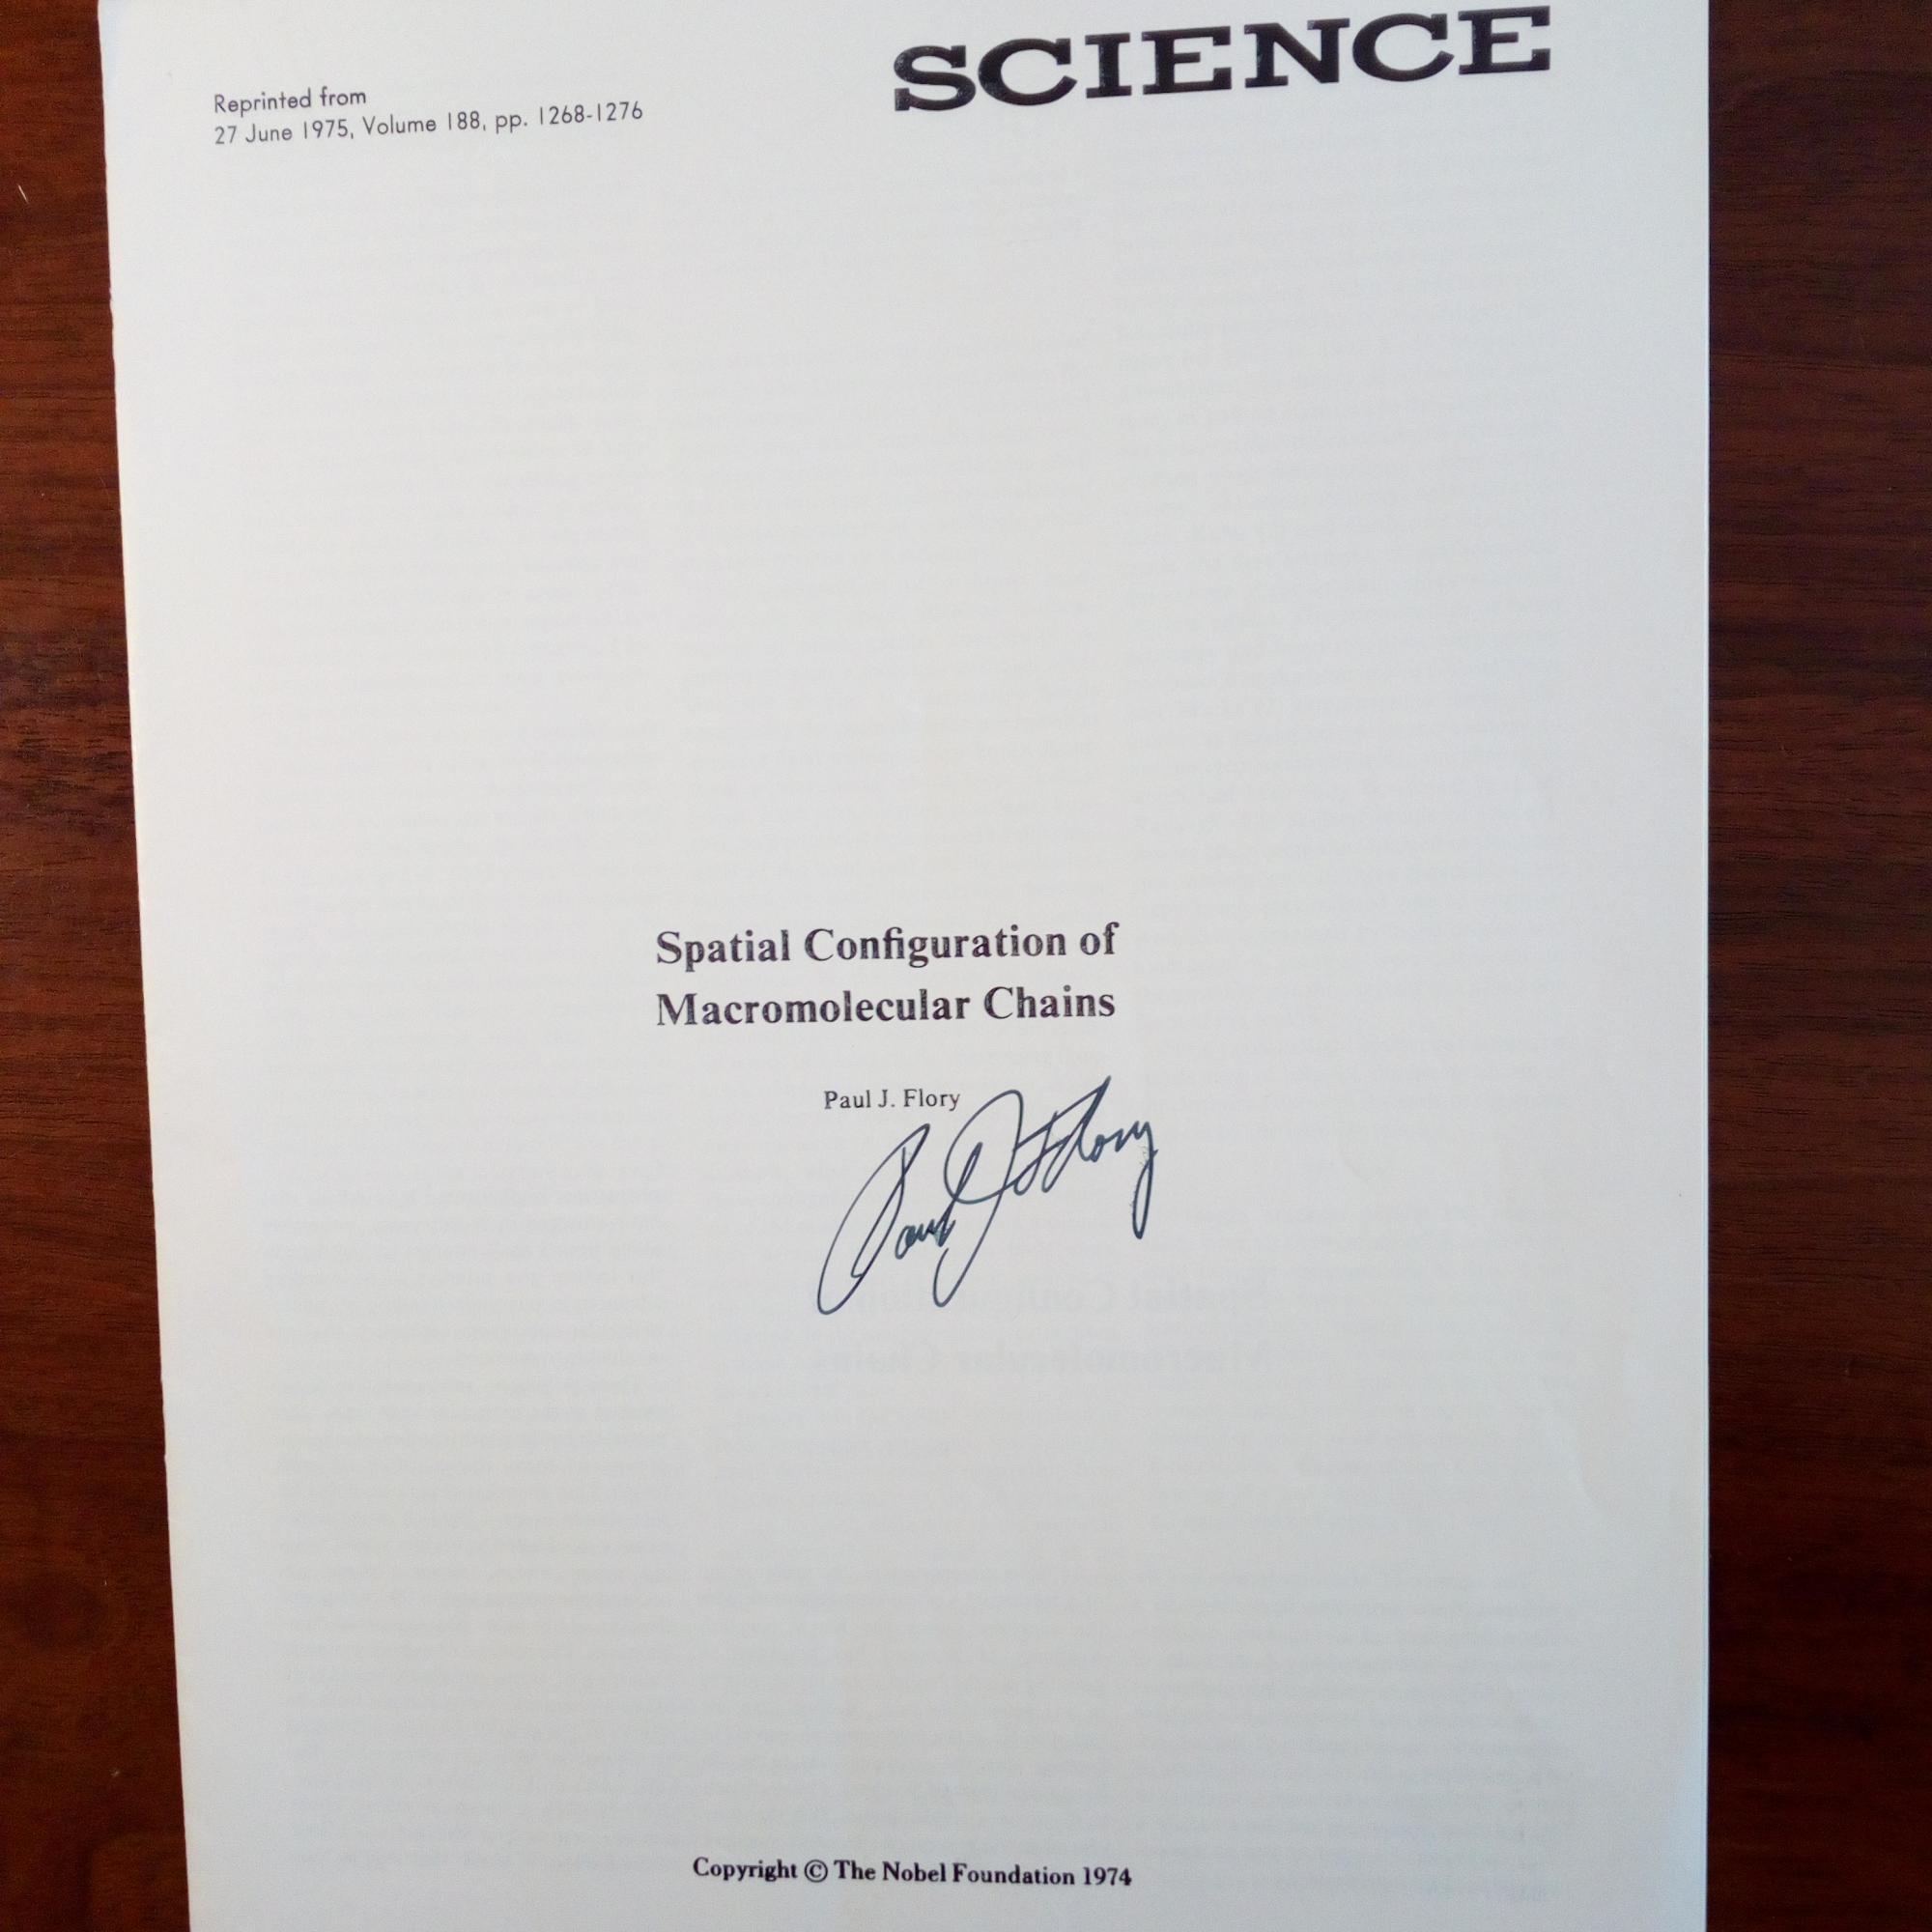 SCIENCE
Reprinted from
27 June 1975, Volume 188, pp. 1268-1276
Spatial Configuration of
Macromolecular Chains
Paul J. Flory
Paul J Flory
Copyright © The Nobel Foundation 1974